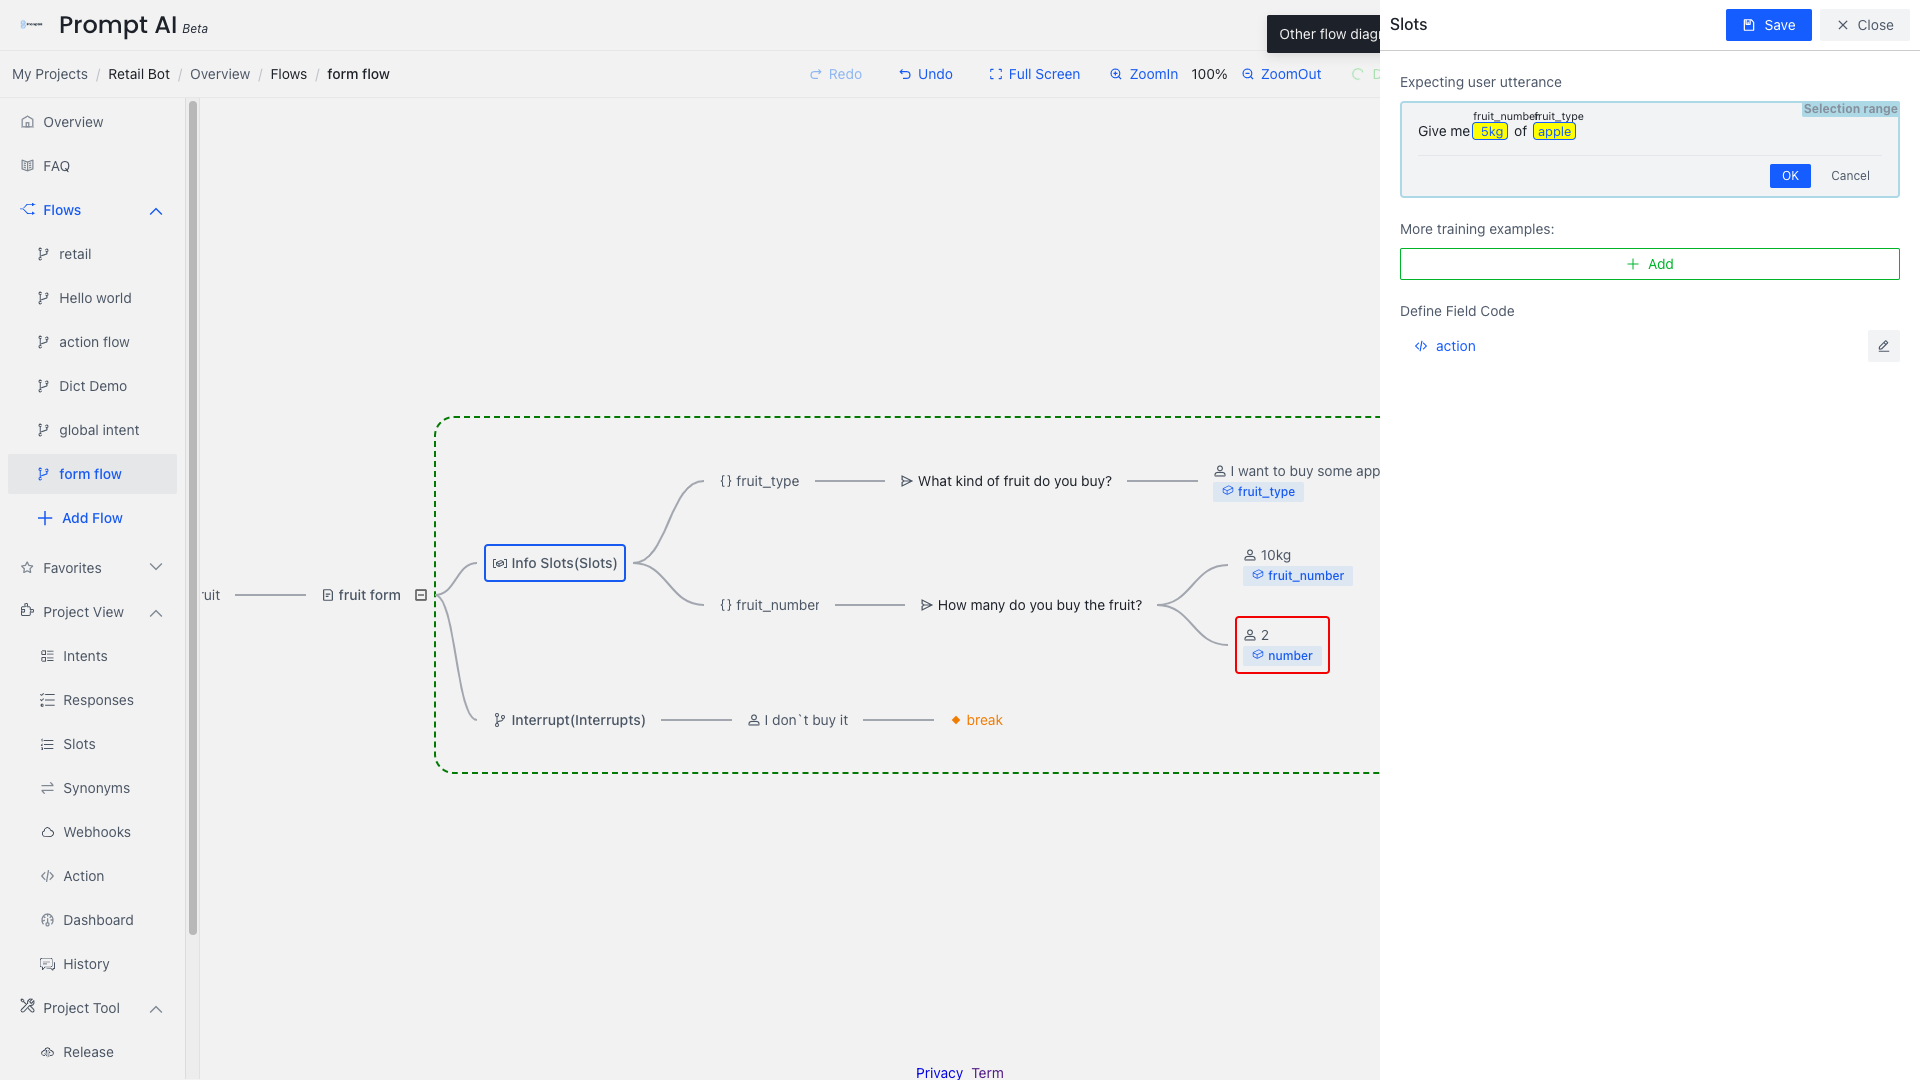 Prompt AI Beta
Other flow diagr
Slots
Save
Close
My Projects / Retail Bot / Overview / Flows / form flow
Redo
Undo
Full Screen
ZoomIn
100%
ZoomOut
D
Overview
FAQ
Flows
retail
Hello world
action flow
Dict Demo
global intent
form flow
Add Flow
Favorites
Project View
Intents
Responses
Slots
Synonyms
Webhooks
Action
Dashboard
History
Project Tool
Release
ruit
fruit form
Info Slots(Slots)
{} fruit_type
What kind of fruit do you buy?
I want to buy some app
fruit_type
{} fruit_number
How many do you buy the fruit?
10kg
fruit_number
2
number
Interrupt(Interrupts)
I don`t buy it
break
Expecting user utterance
Selection range
fruit_number fruit_type
Give me 5kg of apple
OK
Cancel
More training examples:
Add
Define Field Code
action
Privacy Term